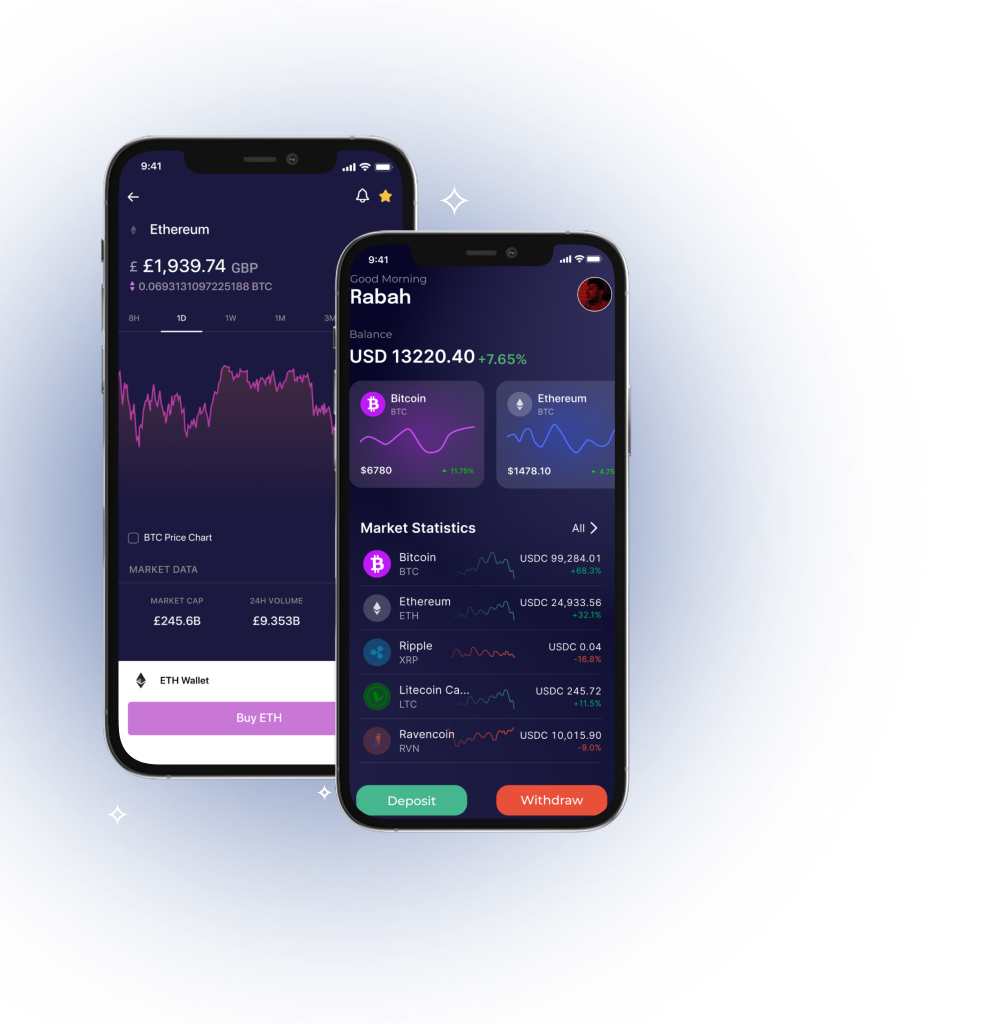 9:41
Ethereum
£ £1,939.74 GBP
0.0693131097225188 BTC
8H 1D 1W 1M 3M
BTC Price Chart
MARKET DATA
MARKET CAP 24H VOLUME
£245.6B £9.353B
ETH Wallet
Buy ETH
9:41
Good Morning
Rabah
Balance
USD 13220.40 +7.65%
Bitcoin
BTC
$6780 11.75%
Ethereum
BTC
$1478.10 4.75
Market Statistics All
Bitcoin USDC 99,284.01
BTC +68.3%
Ethereum USDC 24,933.56
ETH +32.1%
Ripple USDC 0.04
XRP -16.8%
Litecoin Ca... USDC 245.72
LTC +11.5%
Ravencoin USDC 10,015.90
RVN -9.0%
Deposit Withdraw